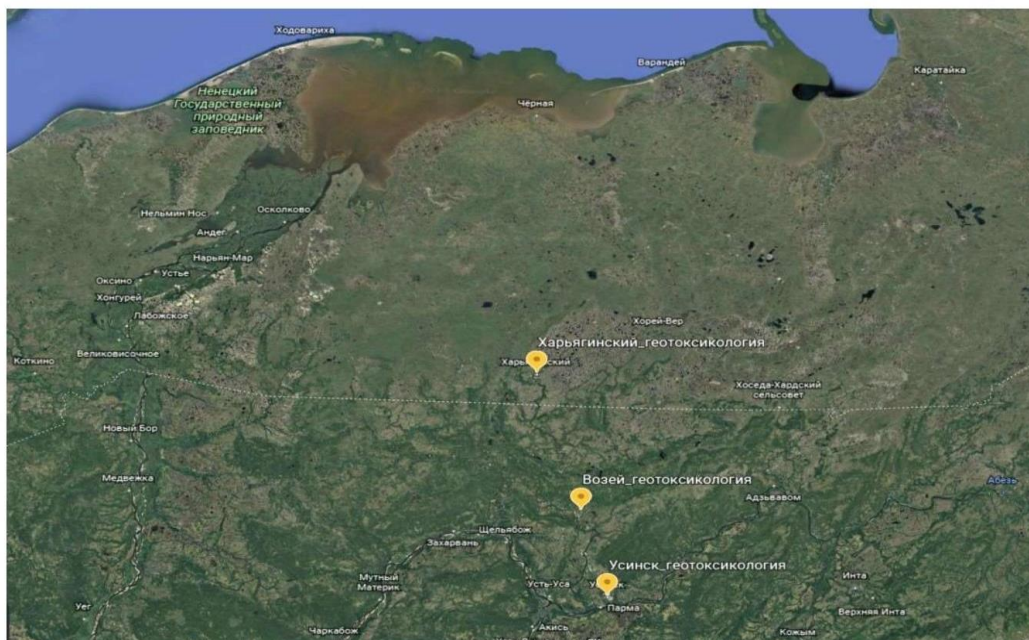 Ходовариха
Варандей
Каратайка
Ненецкий
Государственный
природный
заповедник
Чёрная
Нельмин Нос
Осколково
Андег
Нарьян-Мар
Устье
Оксино
Хонгурей
Лабожское
Хорей-Вер
Харьягинский_геотоксикология
Великовисочное
Коткино
Хоседа-Хардский
сельсовет
Новый Бор
Медвежка
Возей_геотоксикология
Абезь
Адзьвавом
Щельябож
Захарвань
Усинск_геотоксикология
Мутный
Материк
Усть-Уса
Инта
Уег
Парма
Верхняя Инта
Чаркабож
Акись
Кожым